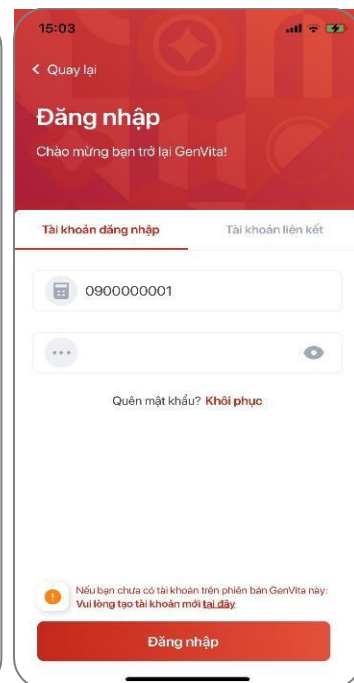 15:03
Quay lại
Đăng nhập
Chào mừng bạn trở lại GenVita!
Tài khoản đăng nhập
Tài khoản liên kết
0900000001
Quên mật khẩu? Khôi phục
Nếu bạn chưa có tài khoản trên phiên bản GenVita này:
Vui lòng tạo tài khoản mới tại đây
Đăng nhập